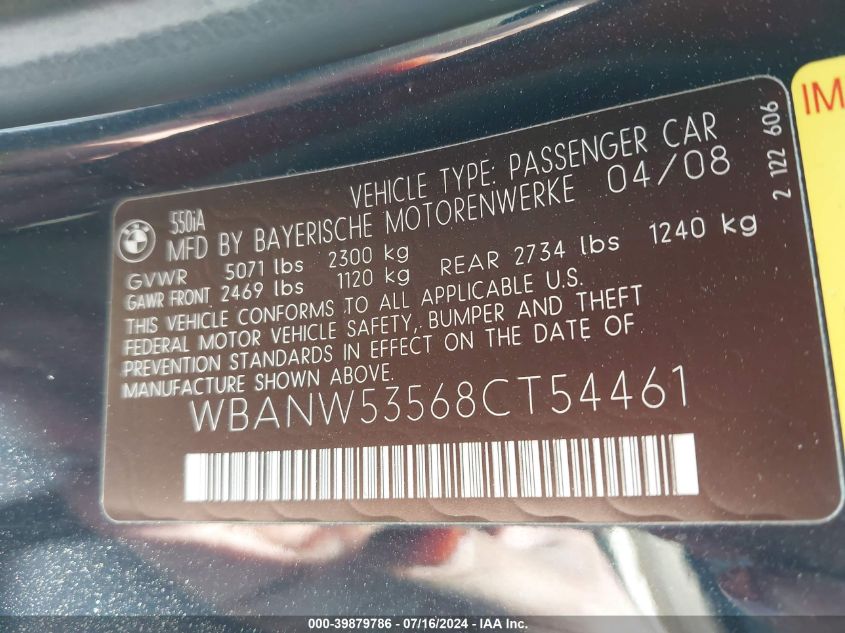 IM
2 122 606
BMW
550iA
VEHICLE TYPE: PASSENGER CAR
MFD BY BAYERISCHE MOTORENWERKE 04/08
GVWR 5071 lbs 2300 kg
GAWR FRONT 2469 lbs 1120 kg REAR 2734 lbs 1240 kg
THIS VEHICLE CONFORMS TO ALL APPLICABLE U.S.
FEDERAL MOTOR VEHICLE SAFETY, BUMPER AND THEFT
PREVENTION STANDARDS IN EFFECT ON THE DATE OF
MANUFACTURE SHOWN ABOVE.
WBANW53568CT54461
000-39879786 - 07/16/2024 - IAA Inc.